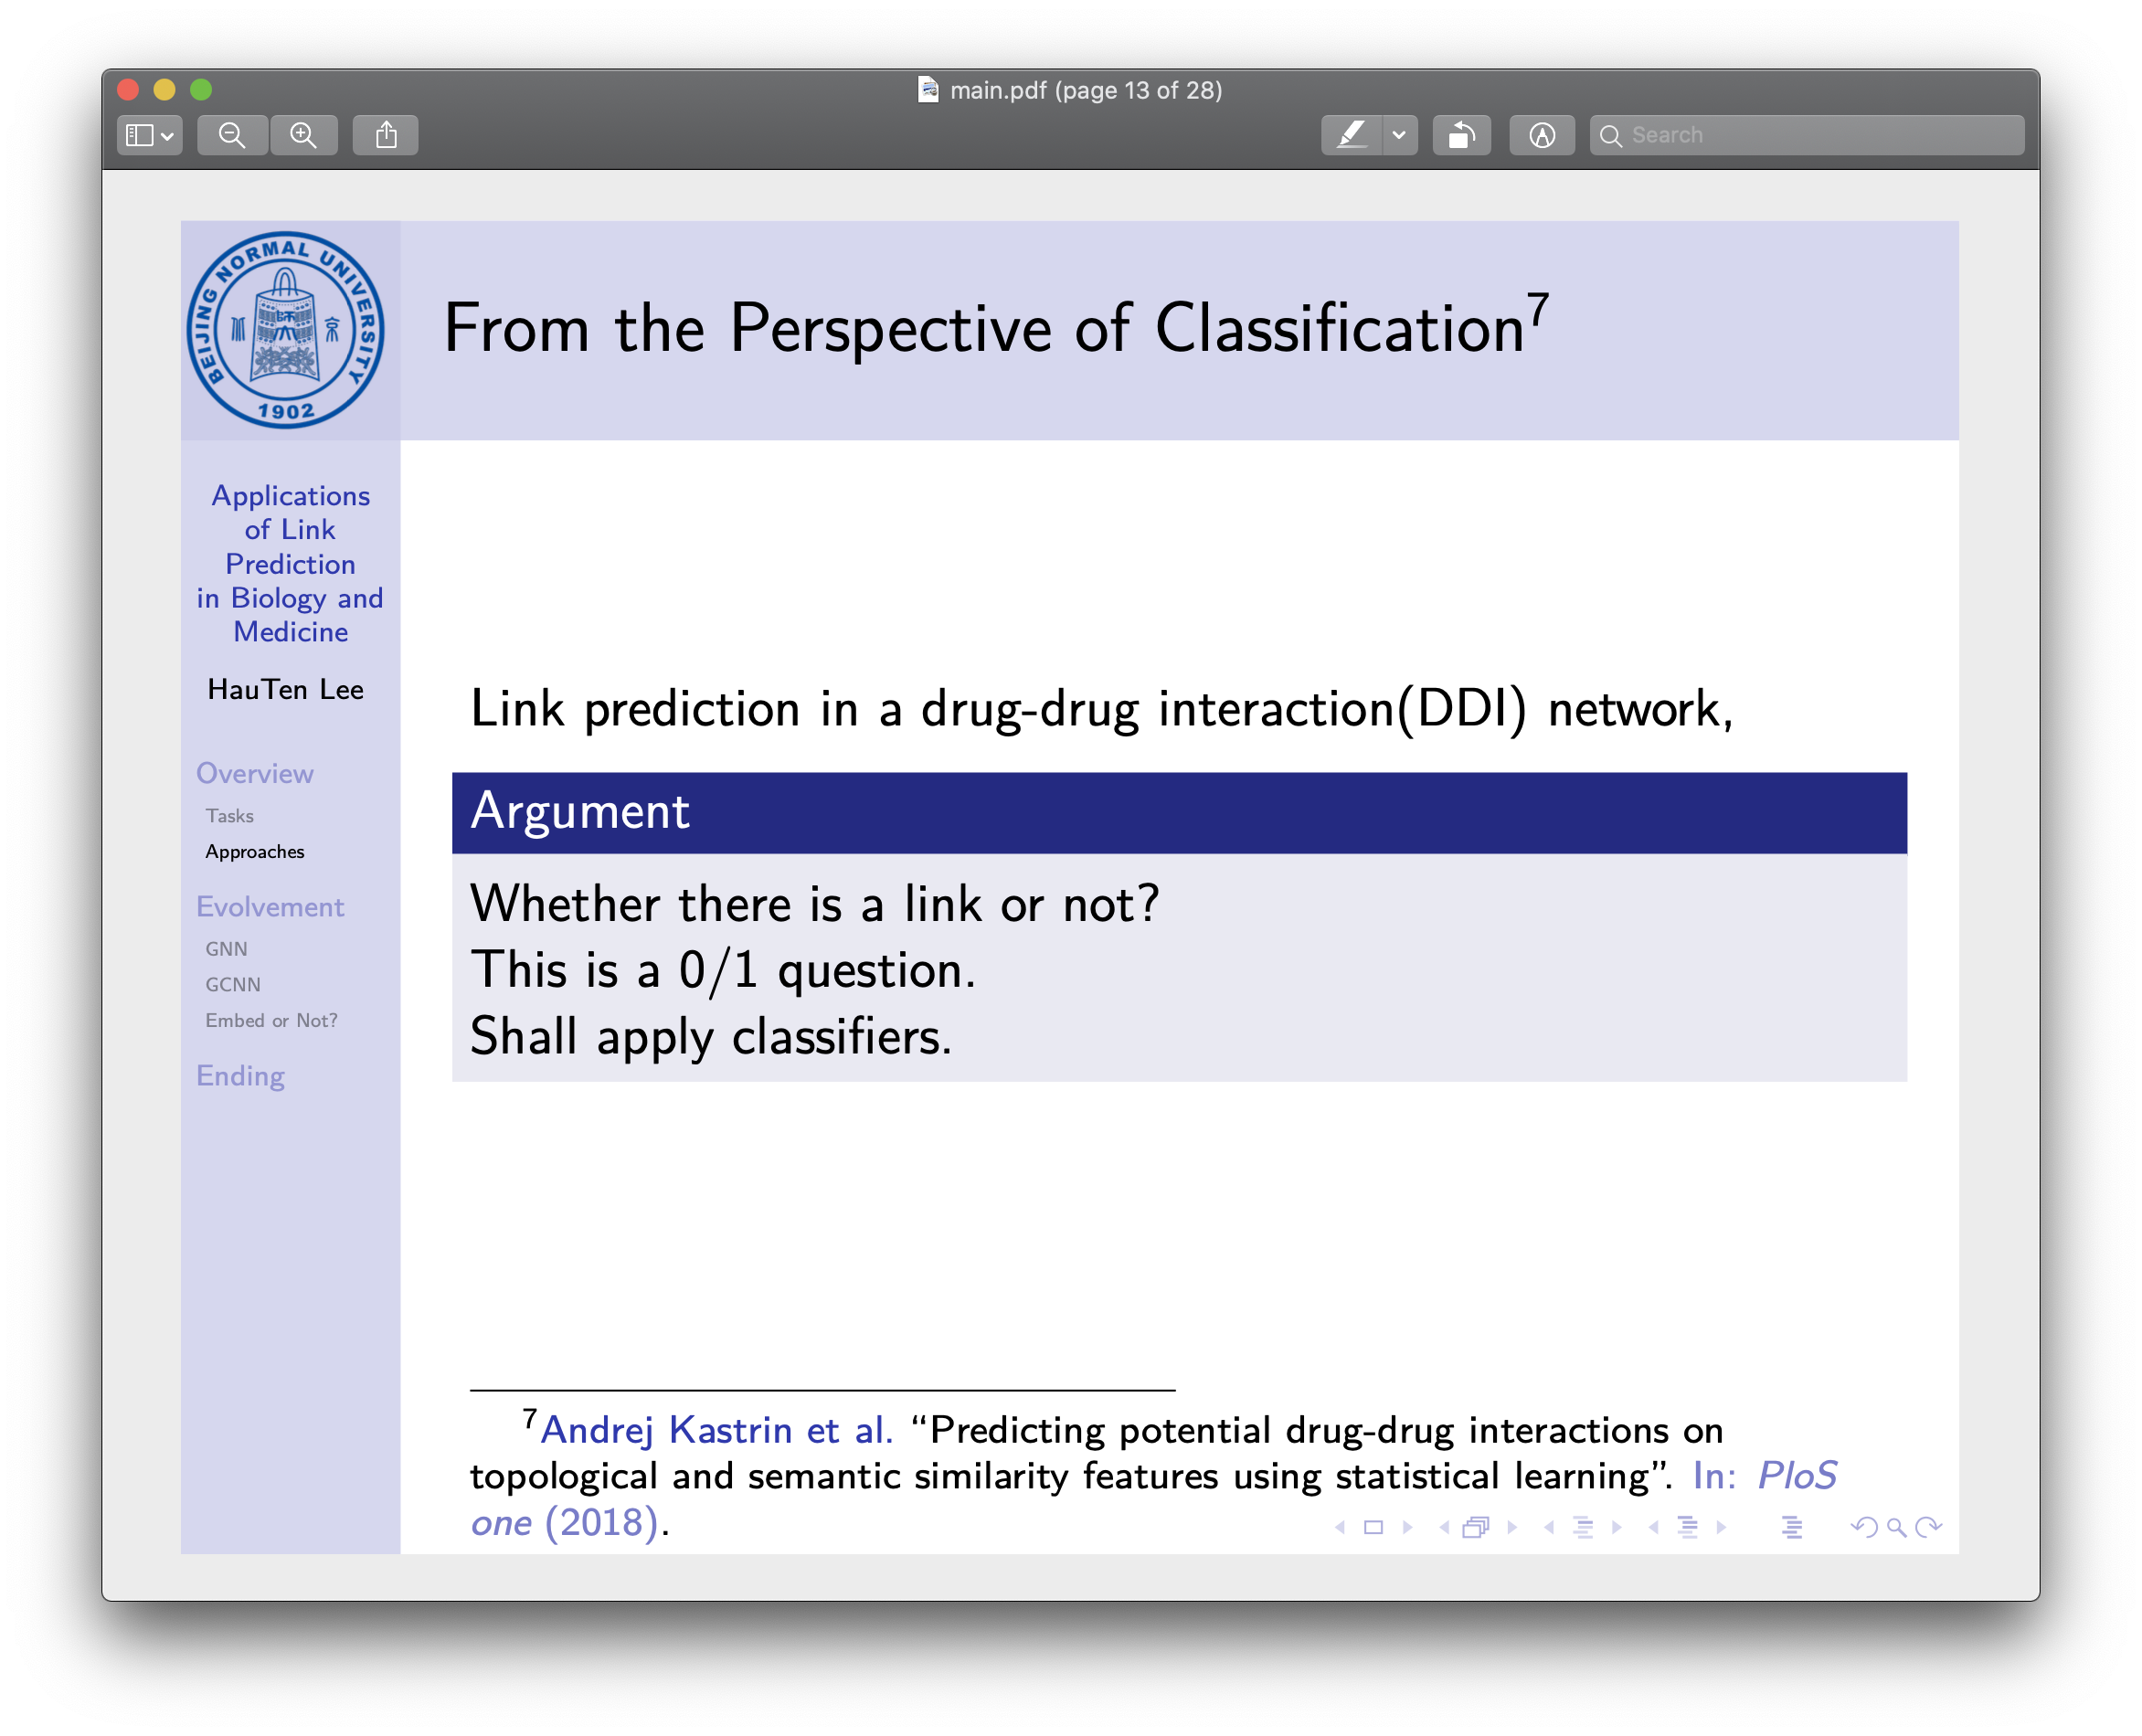 main.pdf (page 13 of 28)
Search
BEIJING NORMAL UNIVERSITY
1902
From the Perspective of Classification7
Applications
of Link
Prediction
in Biology and
Medicine
HauTen Lee
Overview
Tasks
Approaches
Evolvement
GNN
GCNN
Embed or Not?
Ending
Link prediction in a drug-drug interaction(DDI) network,
Argument
Whether there is a link or not?
This is a 0/1 question.
Shall apply classifiers.
7Andrej Kastrin et al. “Predicting potential drug-drug interactions on
topological and semantic similarity features using statistical learning”. In: PloS
one (2018).